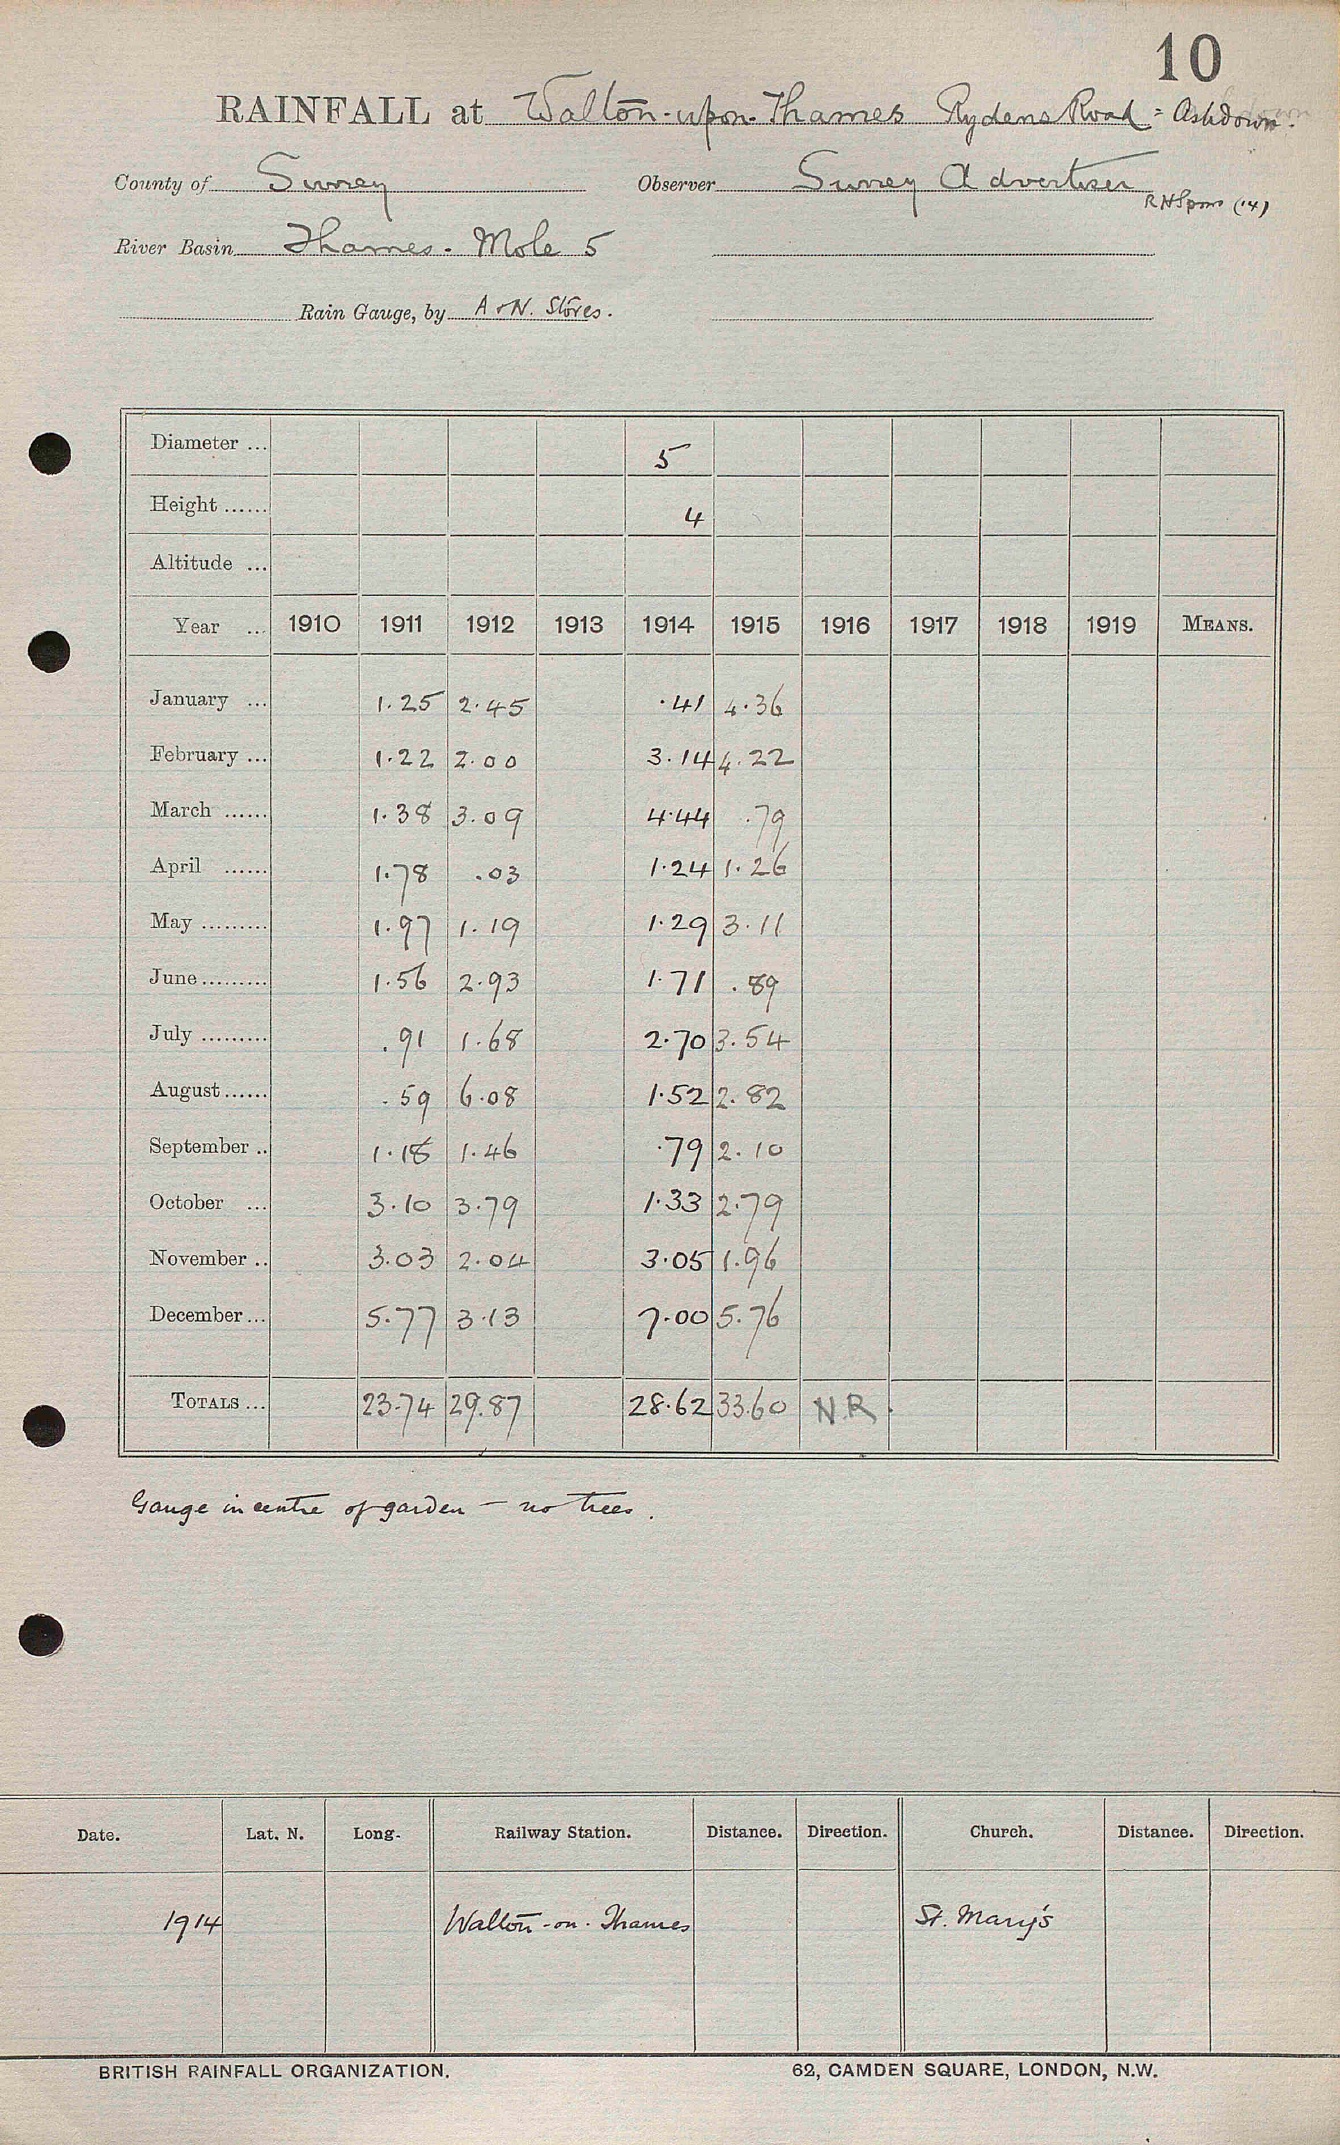 10
RAINFALL at Walton-upon-Thames Rydens Road = Ashdown.
County of Surrey Observer Surrey Advertiser
(14)
River Basin Thames - Mole 5
Rain Gauge, by A & N. Stores.
Diameter ... 5
Height ...... 4
Altitude ...
Year ... 1910 1911 1912 1913 1914 1915 1916 1917 1918 1919 MEANS.
January ... 1.25 2.45 .41 4.36
February ... 1.22 2.00 3.14 4.22
March ...... 1.38 3.09 4.44 .79
April ...... 1.78 .03 1.24 1.26
May ......... 1.97 1.19 1.29 3.11
June ......... 1.56 2.93 1.71 .89
July ......... .91 1.68 2.70 3.54
August ...... .59 6.08 1.52 2.82
September .. 1.18 1.46 .79 2.10
October ... 3.10 3.79 1.33 2.79
November .. 3.03 2.04 3.05 1.96
December ... 5.77 3.13 7.00 5.76
TOTALS ... 23.74 29.87 28.62 33.60 N.R.
Gauge in centre of garden - no trees.
Date. Lat. N. Long. Railway Station. Distance. Direction. Church. Distance. Direction.
1914 Walton-on-Thames St. Mary's
BRITISH RAINFALL ORGANIZATION. 62, CAMDEN SQUARE, LONDON, N.W.